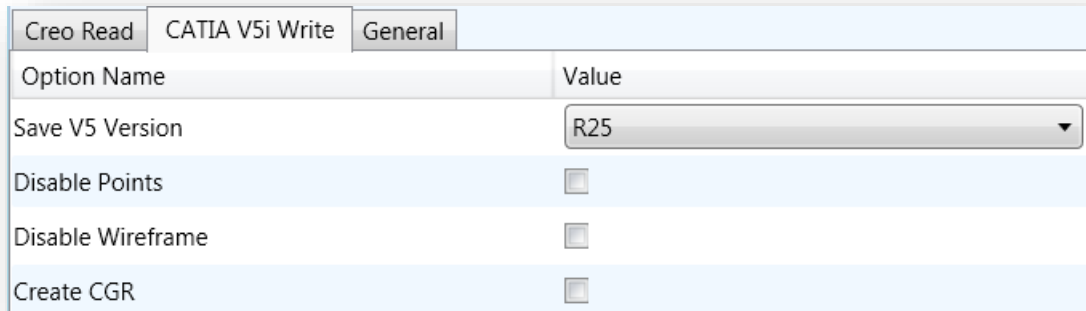 Creo Read CATIA V5i Write General
Option Name Value
Save V5 Version R25
Disable Points
Disable Wireframe
Create CGR